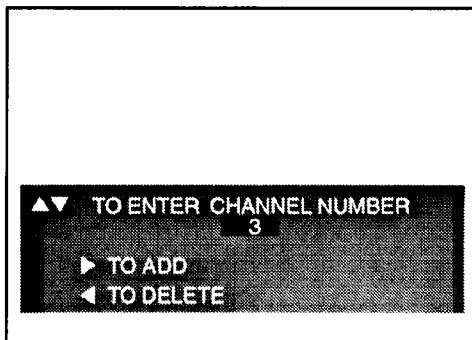 ▲▼ TO ENTER CHANNEL NUMBER
3
▶ TO ADD
◀ TO DELETE